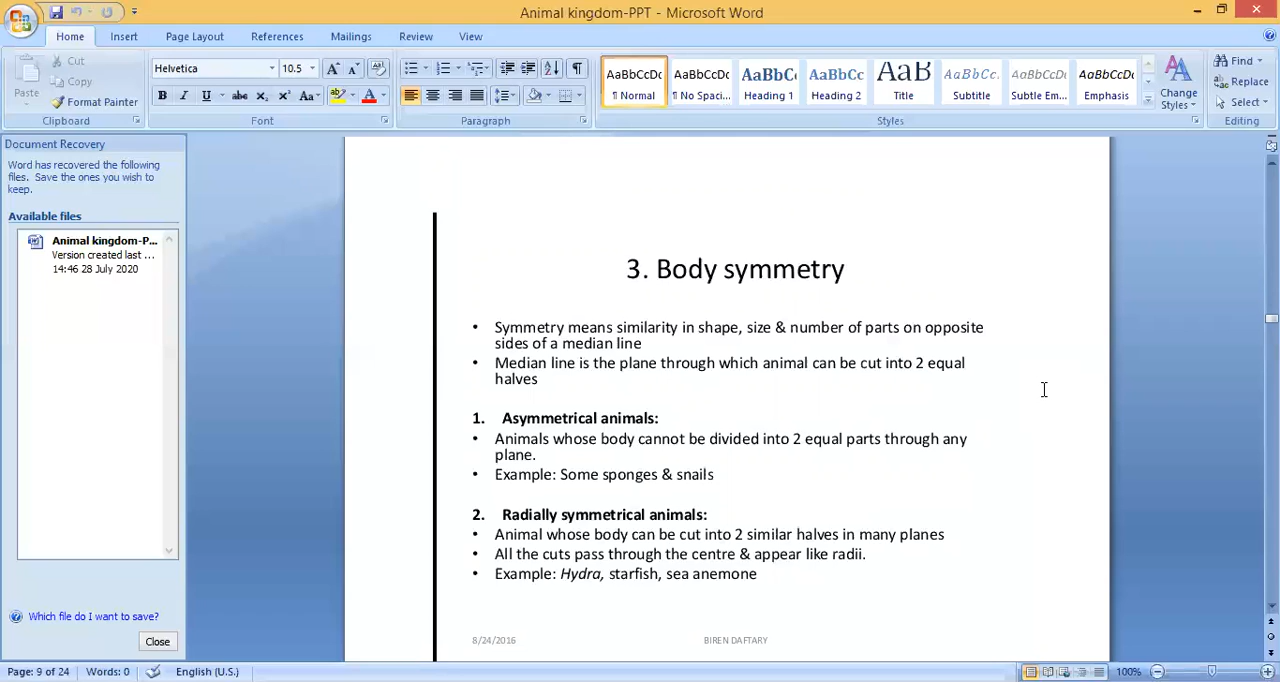 Animal kingdom-PPT - Microsoft Word
Home Insert Page Layout References Mailings Review View
Paste
Cut
Copy
Format Painter
Clipboard
Helvetica 10.5
B I U abc X₂ X² Aa
Font
Paragraph
AaBbCcDc AaBbCcDc AaBbC AaBbCc AaB AaBbCc. AaBbCcDc AaBbCcDc
¶ Normal ¶ No Spaci... Heading 1 Heading 2 Title Subtitle Subtle Em... Emphasis
Change
Styles
Styles
Find
Replace
Select
Editing
Document Recovery
Word has recovered the following
files. Save the ones you wish to
keep.
Available files
Animal kingdom-P...
Version created last ...
14:46 28 July 2020
Which file do I want to save?
Close
3. Body symmetry
• Symmetry means similarity in shape, size & number of parts on opposite
sides of a median line
• Median line is the plane through which animal can be cut into 2 equal
halves
1. Asymmetrical animals:
• Animals whose body cannot be divided into 2 equal parts through any
plane.
• Example: Some sponges & snails
2. Radially symmetrical animals:
• Animal whose body can be cut into 2 similar halves in many planes
• All the cuts pass through the centre & appear like radii.
• Example: Hydra, starfish, sea anemone
8/24/2016 BIREN DAFTARY
Page: 9 of 24 Words: 0 English (U.S.) 100%